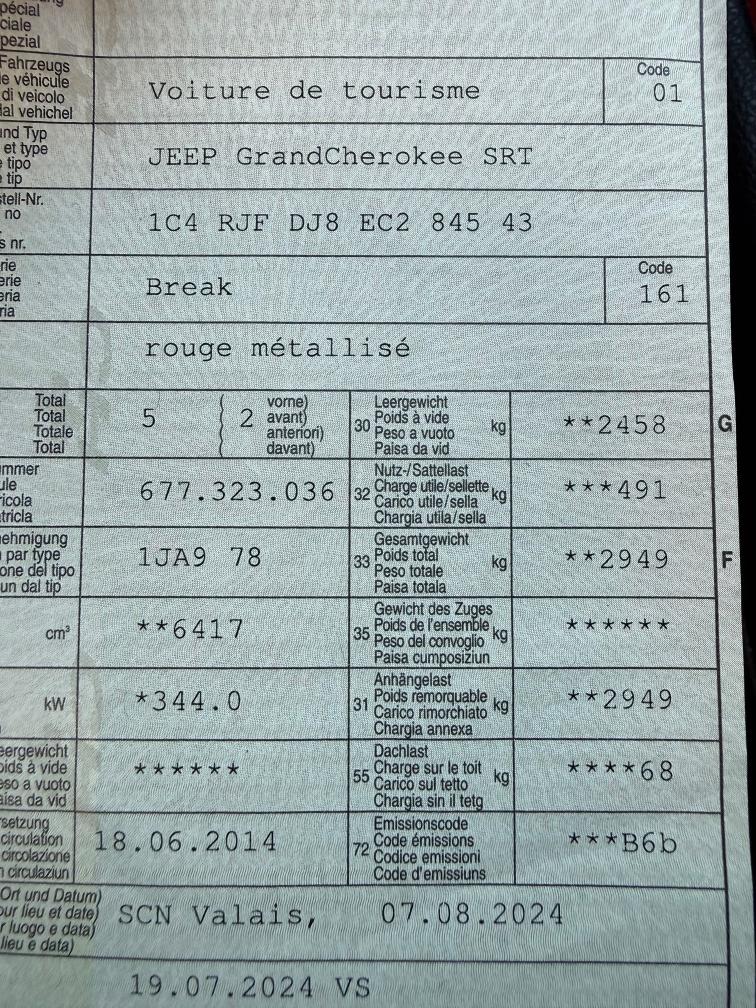 pécial
ciale
pezial
Fahrzeugs
le véhicule
di veicolo
dal vehichel
Voiture de tourisme
Code
01
und Typ
et type
tipo
tip
JEEP GrandCherokee SRT
stell-Nr.
no
s nr.
1C4 RJF DJ8 EC2 845 43
rie
erie
eria
ria
Break
Code
161
rouge métallisé
Total
Total
Totale
Total
5 ( 2
vorne)
avant)
anteriori)
davant)
30 Leergewicht
Poids à vide
Peso a vuoto
Paisa da vid
kg
**2458
G
ummer
ule
ricola
tricla
677.323.036
32 Nutz-/Sattellast
Charge utile/sellette
Carico utile/sella
Chargia utila/sella
kg
***491
nehmigung
par type
one del tipo
un dal tip
1JA9 78
33 Gesamtgewicht
Poids total
Peso totale
Paisa totala
kg
**2949
F
cm³
**6417
35 Gewicht des Zuges
Poids de l'ensemble
Peso del convoglio
Paisa cumposiziun
kg
******
kW
*344.0
31 Anhängelast
Poids remorquable
Carico rimorchiato
Chargia annexa
kg
**2949
eergewicht
oids à vide
eso a vuoto
aisa da vid
******
55 Dachlast
Charge sur le toit
Carico sul tetto
Chargia sin il tetg
kg
****68
rsetzung
circulation
circolazione
n circulaziun
18.06.2014
72 Emissionscode
Code émissions
Codice emissioni
Code d'emissiuns
***B6b
Ort und Datum)
our lieu et date)
r luogo e data)
lieu e data)
SCN Valais, 07.08.2024
19.07.2024 VS